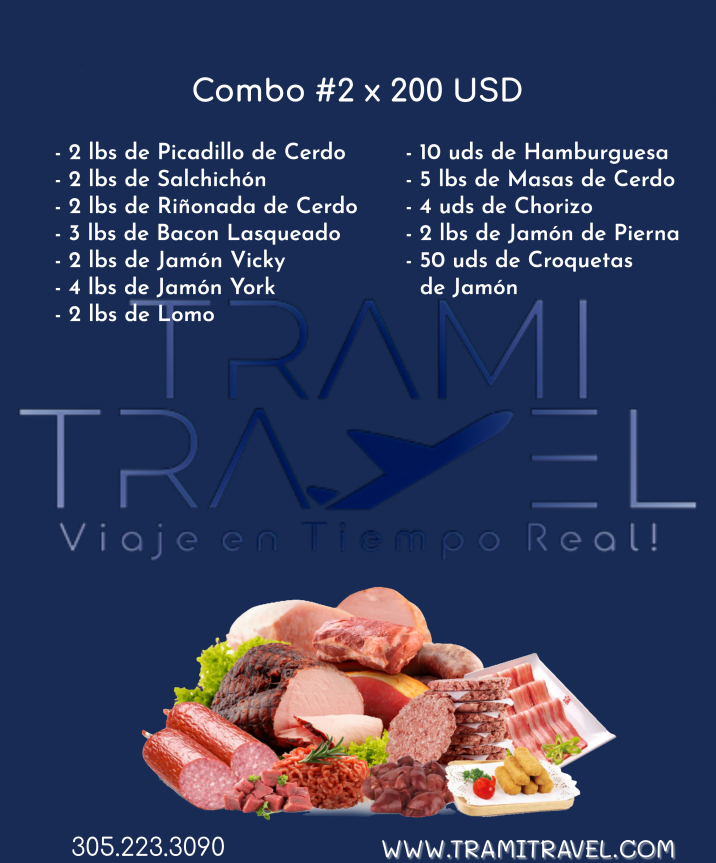 Combo #2 x 200 USD
- 2 lbs de Picadillo de Cerdo
- 2 lbs de Salchichón
- 2 lbs de Riñonada de Cerdo
- 3 lbs de Bacon Lasqueado
- 2 lbs de Jamón Vicky
- 4 lbs de Jamón York
- 2 lbs de Lomo
- 10 uds de Hamburguesa
- 5 lbs de Masas de Cerdo
- 4 uds de Chorizo
- 2 lbs de Jamón de Pierna
- 50 uds de Croquetas
de Jamón
TRAMI
TRAVEL
Viaje en Tiempo Real!
305.223.3090
WWW.TRAMITRAVEL.COM